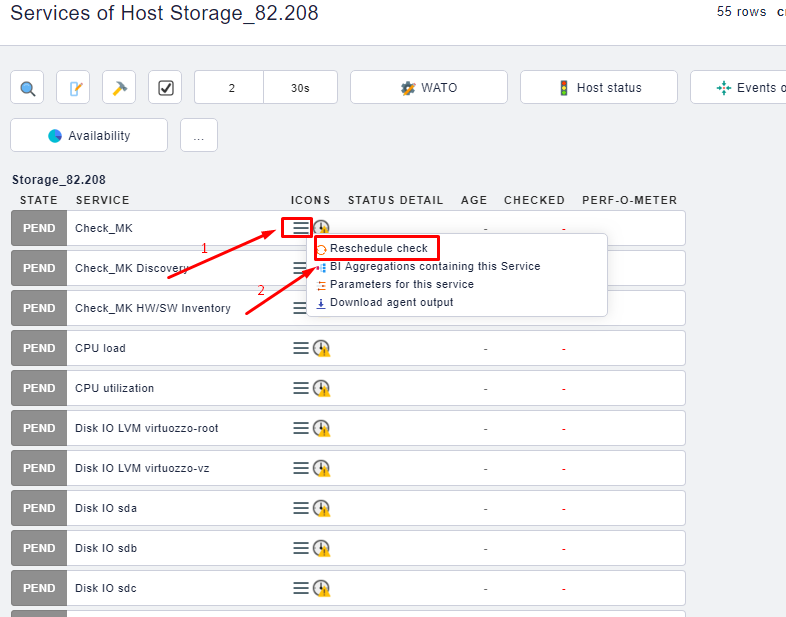 Services of Host Storage_82.208
55 rows
2
30s
WATO
Host status
Events o
Availability
...
Storage_82.208
STATE SERVICE ICONS STATUS DETAIL AGE CHECKED PERF-O-METER
PEND Check_MK - -
Reschedule check
1
PEND Check_MK Discovery
BI Aggregations containing this Service
Parameters for this service
2
Download agent output
PEND Check_MK HW/SW Inventory
PEND CPU load - -
PEND CPU utilization - -
PEND Disk IO LVM virtuozzo-root - -
PEND Disk IO LVM virtuozzo-vz - -
PEND Disk IO sda - -
PEND Disk IO sdb - -
PEND Disk IO sdc - -